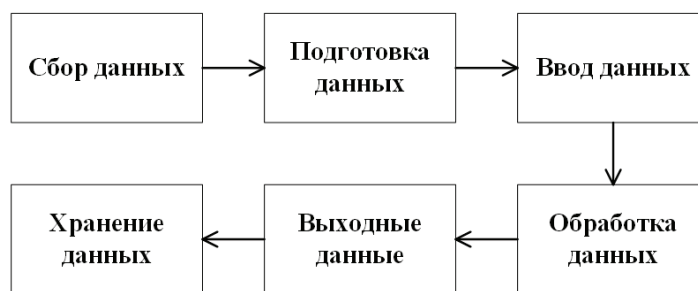 Сбор данных
Подготовка
данных
Ввод данных
Хранение
данных
Выходные
данные
Обработка
данных